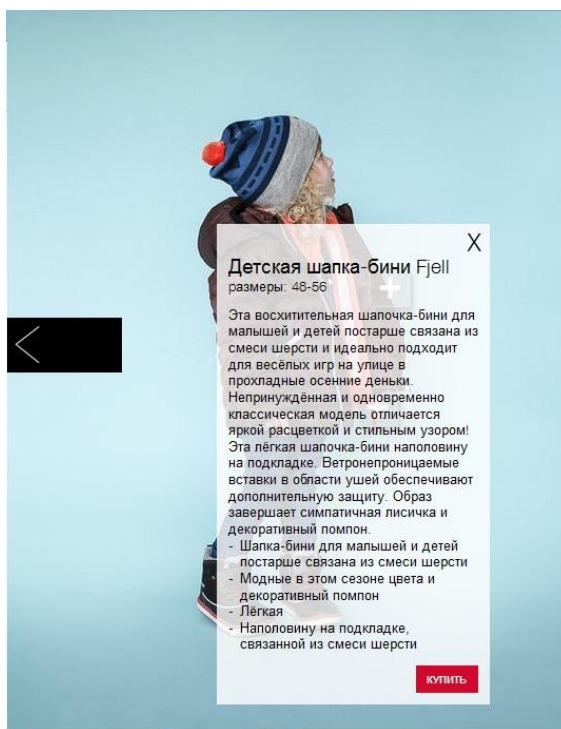 X
Детская шапка-бини Fjell
размеры: 48-56
Эта восхитительная шапочка-бини для
малышей и детей постарше связана из
смеси шерсти и идеально подходит
для весёлых игр на улице в
прохладные осенние деньки.
Непринуждённая и одновременно
классическая модель отличается
яркой расцветкой и стильным узором!
Эта лёгкая шапочка-бини наполовину
на подкладке. Ветронепроницаемые
вставки в области ушей обеспечивают
дополнительную защиту. Образ
завершает симпатичная лисичка и
декоративный помпон.
- Шапка-бини для малышей и детей
постарше связана из смеси шерсти
- Модные в этом сезоне цвета и
декоративный помпон
- Лёгкая
- Наполовину на подкладке,
связанной из смеси шерсти
КУПИТЬ